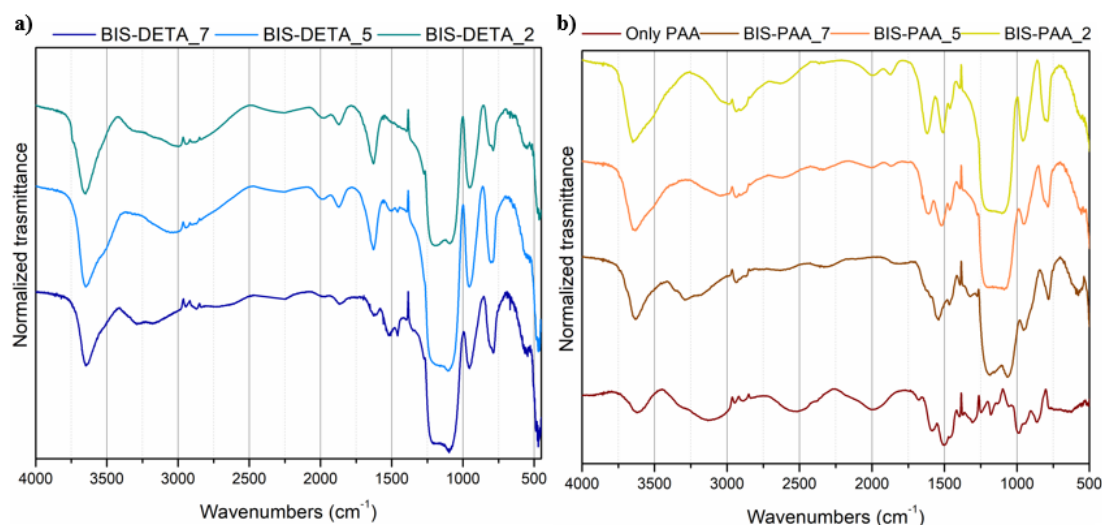 a)
BIS-DETA_7 BIS-DETA_5 BIS-DETA_2
Normalized trasmittance
4000 3500 3000 2500 2000 1500 1000 500
Wavenumbers (cm-1)
b)
Only PAA BIS-PAA_7 BIS-PAA_5 BIS-PAA_2
Normalized trasmittance
4000 3500 3000 2500 2000 1500 1000 500
Wavenumbers (cm-1)